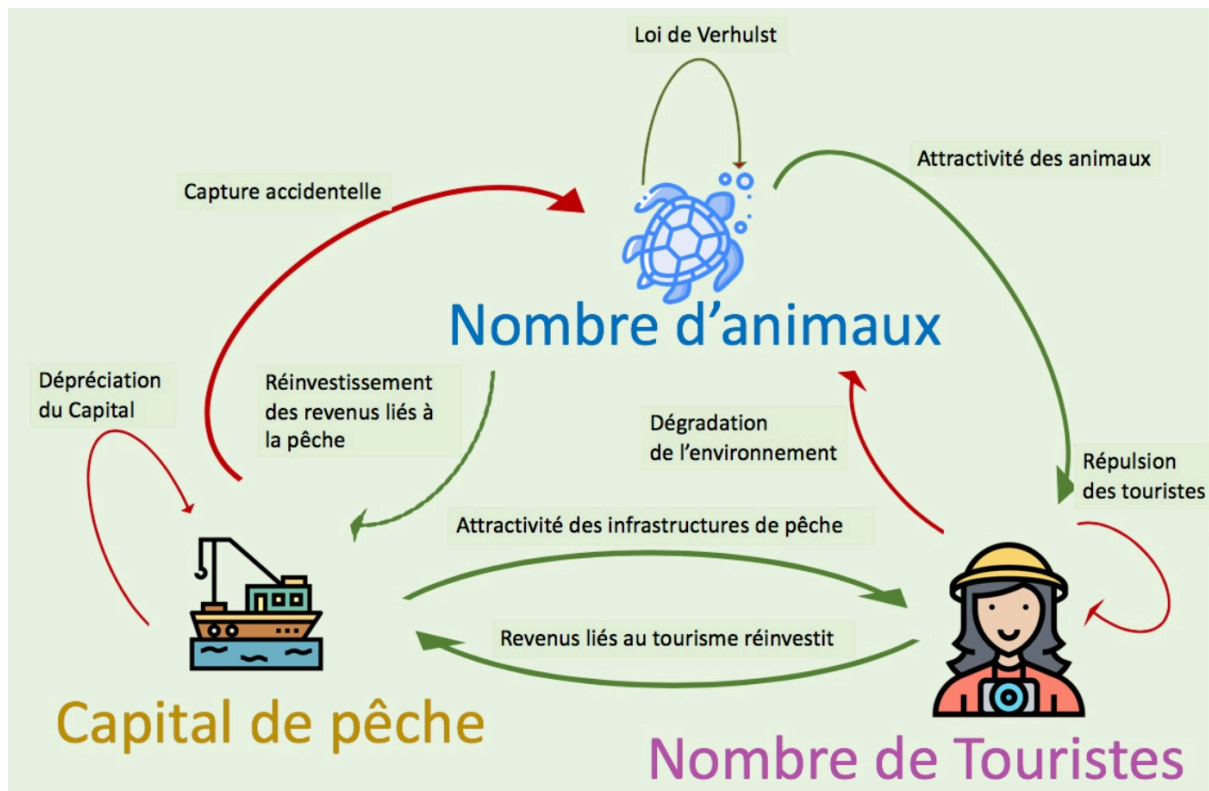 Loi de Verhulst
Attractivité des animaux
Capture accidentelle
Nombre d'animaux
Dépréciation
du Capital
Réinvestissement
des revenus liés à
la pêche
Dégradation
de l'environnement
Répulsion
des touristes
Attractivité des infrastructures de pêche
Revenus liés au tourisme réinvestit
Capital de pêche
Nombre de Touristes